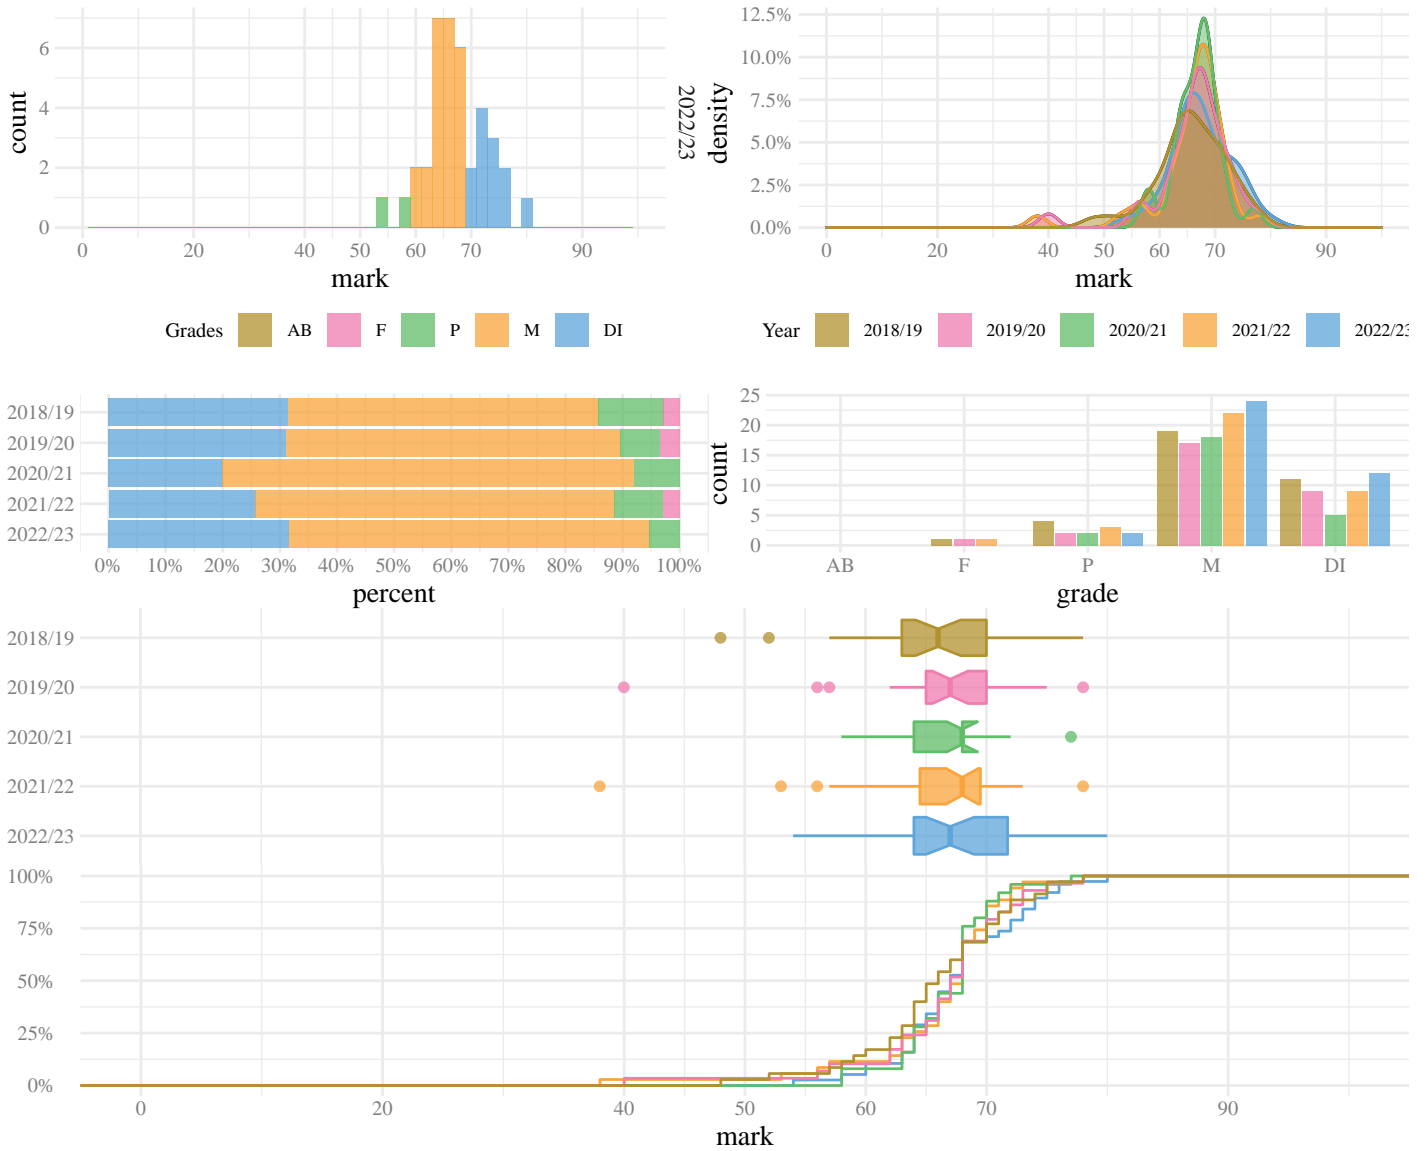 6
4
2
0
count
0 20 40 50 60 70 90
mark
2022/23
12.5%
10.0%
7.5%
5.0%
2.5%
0.0%
density
0 20 40 50 60 70 90
mark
Grades AB F P M DI
Year 2018/19 2019/20 2020/21 2021/22 2022/23
2018/19
2019/20
2020/21
2021/22
2022/23
0% 10% 20% 30% 40% 50% 60% 70% 80% 90% 100%
percent
25
20
15
10
5
0
count
AB F P M DI
grade
2018/19
2019/20
2020/21
2021/22
2022/23
100%
75%
50%
25%
0%
0 20 40 50 60 70 90
mark